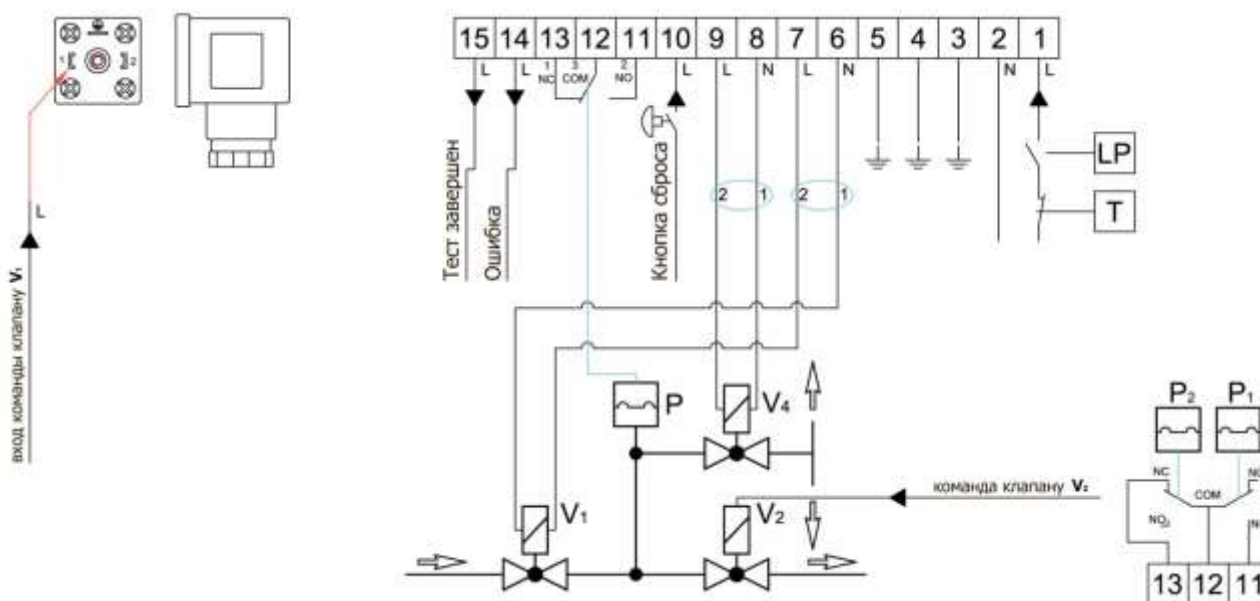 15 14 13 12 11 10 9 8 7 6 5 4 3 2 1
L L 1 NC 3 COM 2 NO L L N L N N L
1 2
L
вход команды клапану V₁
Тест завершен
Ошибка
Кнопка сброса
2 1 2 1
LP
T
P
V4
V1
V2
команда клапану V₂
P2 P1
NC
COM
NO
13 12 11